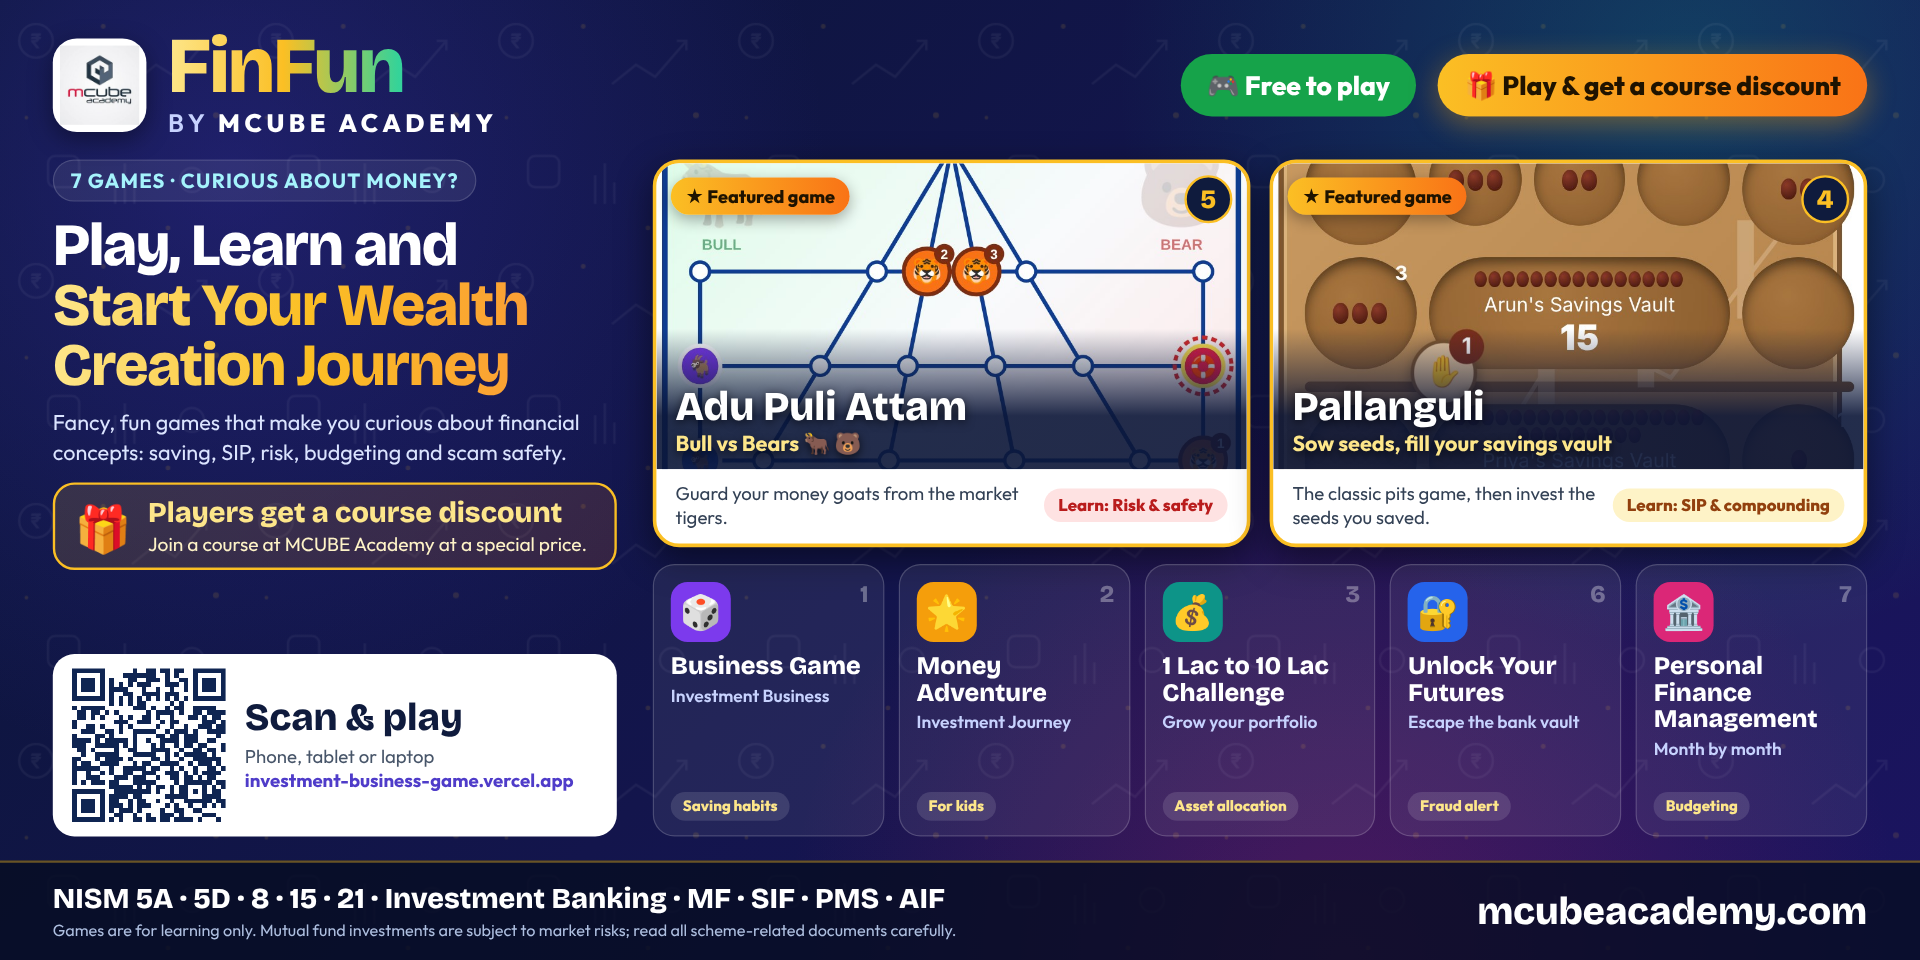 mcube
academy
FinFun
BY MCUBE ACADEMY
Free to play
Play & get a course discount
7 GAMES · CURIOUS ABOUT MONEY?
Play, Learn and
Start Your Wealth
Creation Journey
Fancy, fun games that make you curious about financial
concepts: saving, SIP, risk, budgeting and scam safety.
Players get a course discount
Join a course at MCUBE Academy at a special price.
Scan & play
Phone, tablet or laptop
investment-business-game.vercel.app
★ Featured game
5
BULL
BEAR
2
3
Adu Puli Attam
Bull vs Bears
1
Guard your money goats from the market
tigers.
Learn: Risk & safety
★ Featured game
4
3
Arun's Savings Vault
15
1
Pallanguli
Sow seeds, fill your savings vault
Priya's Savings Vault
The classic pits game, then invest the
seeds you saved.
Learn: SIP & compounding
1
Business Game
Investment Business
Saving habits
2
Money
Adventure
Investment Journey
For kids
3
1 Lac to 10 Lac
Challenge
Grow your portfolio
Asset allocation
6
Unlock Your
Futures
Escape the bank vault
Fraud alert
7
Personal
Finance
Management
Month by month
Budgeting
NISM 5A · 5D · 8 · 15 · 21 · Investment Banking · MF · SIF · PMS · AIF
Games are for learning only. Mutual fund investments are subject to market risks; read all scheme-related documents carefully.
mcubeacademy.com